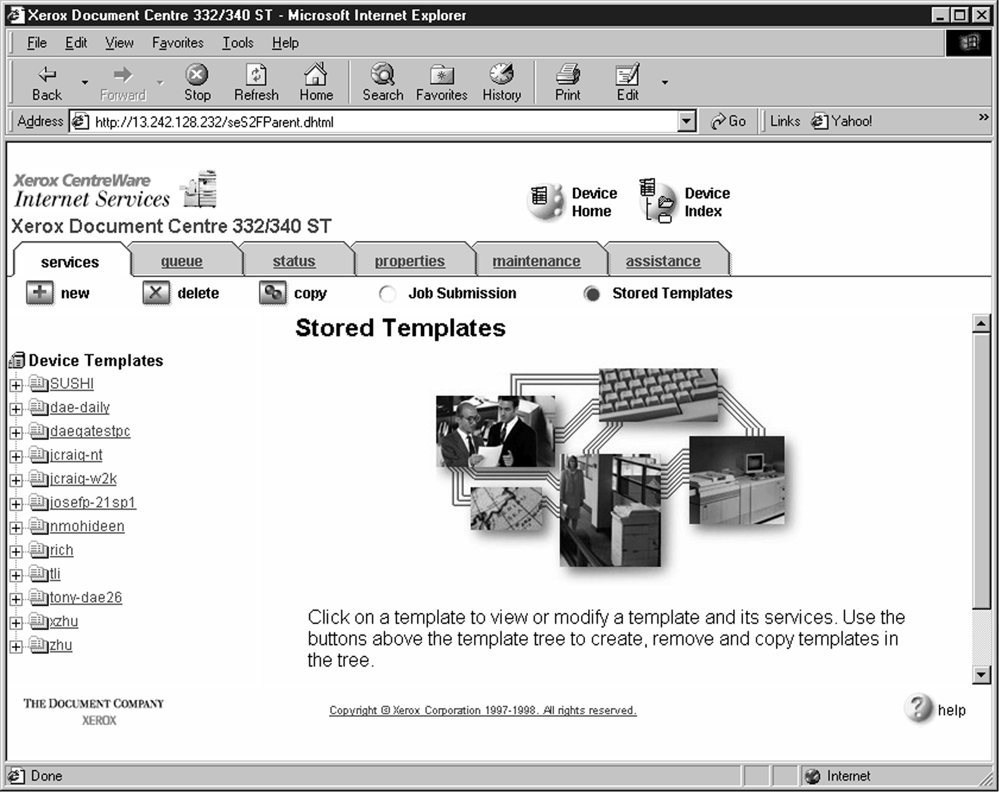 Xerox Document Centre 332/340 ST - Microsoft Internet Explorer
File Edit View Favorites Tools Help
Back Forward Stop Refresh Home Search Favorites History Print Edit
Address http://13.242.128.232/seS2FParent.dhtml Go Links Yahoo! »
Xerox CentreWare
Internet Services
Device Home
Device Index
Xerox Document Centre 332/340 ST
services queue status properties maintenance assistance
new delete copy Job Submission Stored Templates
Stored Templates
Device Templates
SUSHI
dae-daily
daeqatestpc
jcraig-nt
jcraig-w2k
josefp-21sp1
nmohideen
rich
tli
tony-dae26
xzhu
zhu
Click on a template to view or modify a template and its services. Use the
buttons above the template tree to create, remove and copy templates in
the tree.
THE DOCUMENT COMPANY
XEROX
Copyright © Xerox Corporation 1997-1998. All rights reserved.
help
Done Internet